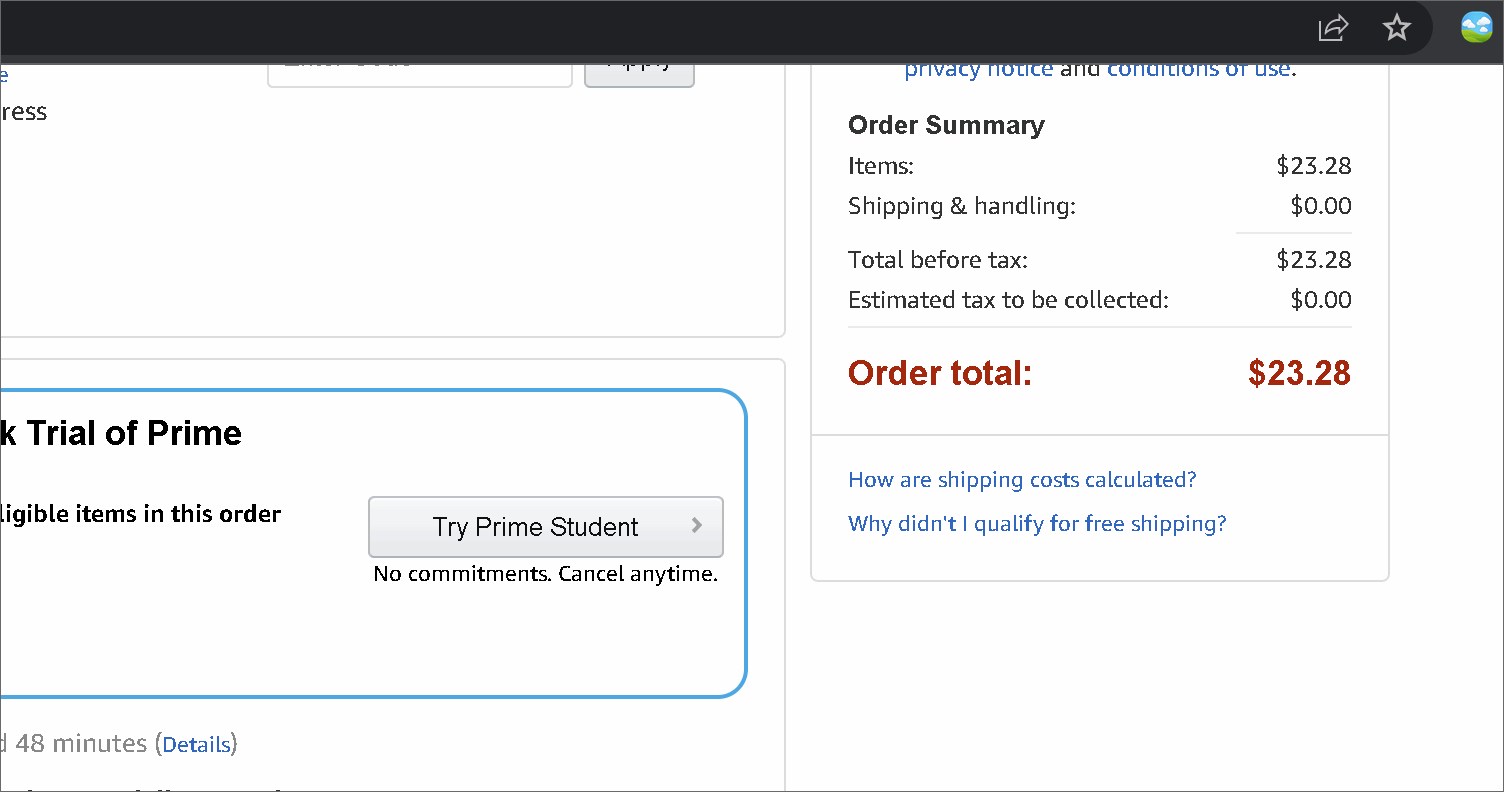 privacy notice and conditions of use.
ress
Apply
Order Summary
Items: $23.28
Shipping & handling: $0.00
Total before tax: $23.28
Estimated tax to be collected: $0.00
Order total: $23.28
How are shipping costs calculated?
Why didn't I qualify for free shipping?
k Trial of Prime
ligible items in this order
Try Prime Student
No commitments. Cancel anytime.
48 minutes (Details)